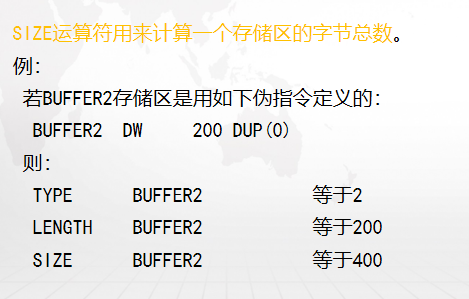 SIZE运算符用来计算一个存储区的字节总数。
例：
若BUFFER2存储区是用如下伪指令定义的：
BUFFER2 DW 200 DUP(0)
则：
TYPE BUFFER2 等于2
LENGTH BUFFER2 等于200
SIZE BUFFER2 等于400